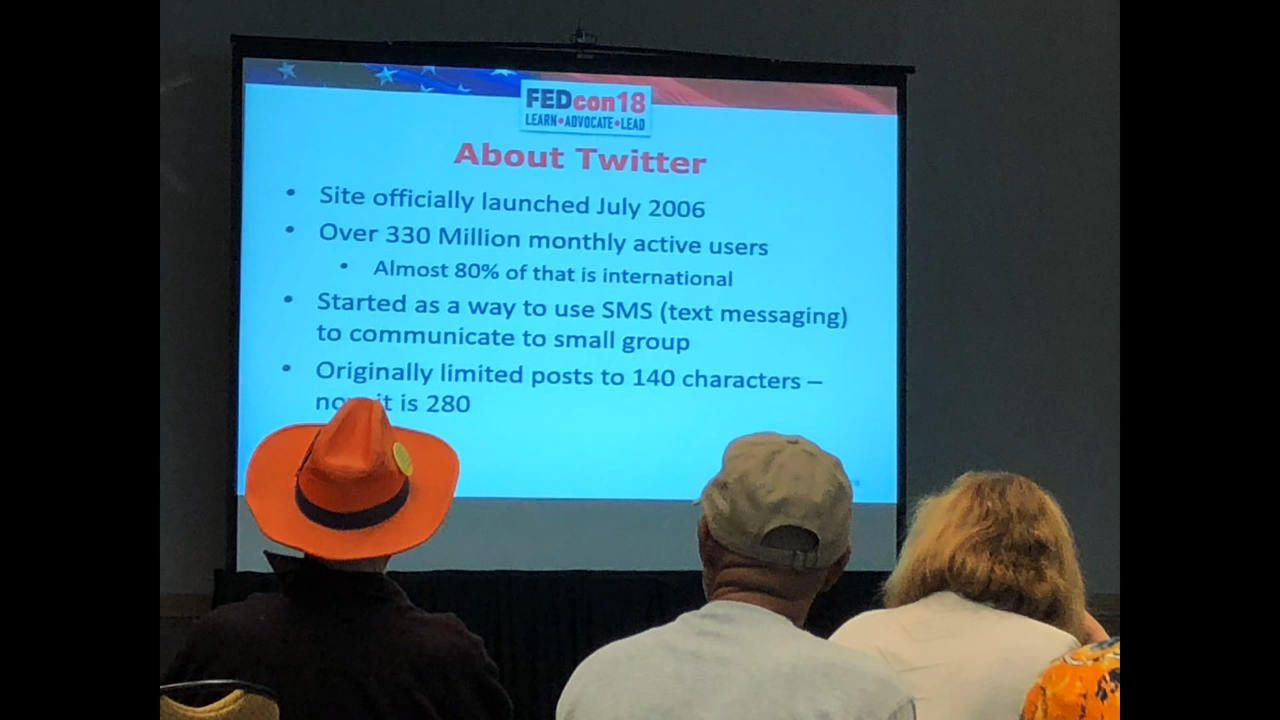 FEDcon18
LEARN•ADVOCATE•LEAD
About Twitter
• Site officially launched July 2006
• Over 330 Million monthly active users
• Almost 80% of that is international
• Started as a way to use SMS (text messaging)
to communicate to small group
• Originally limited posts to 140 characters –
it is 280